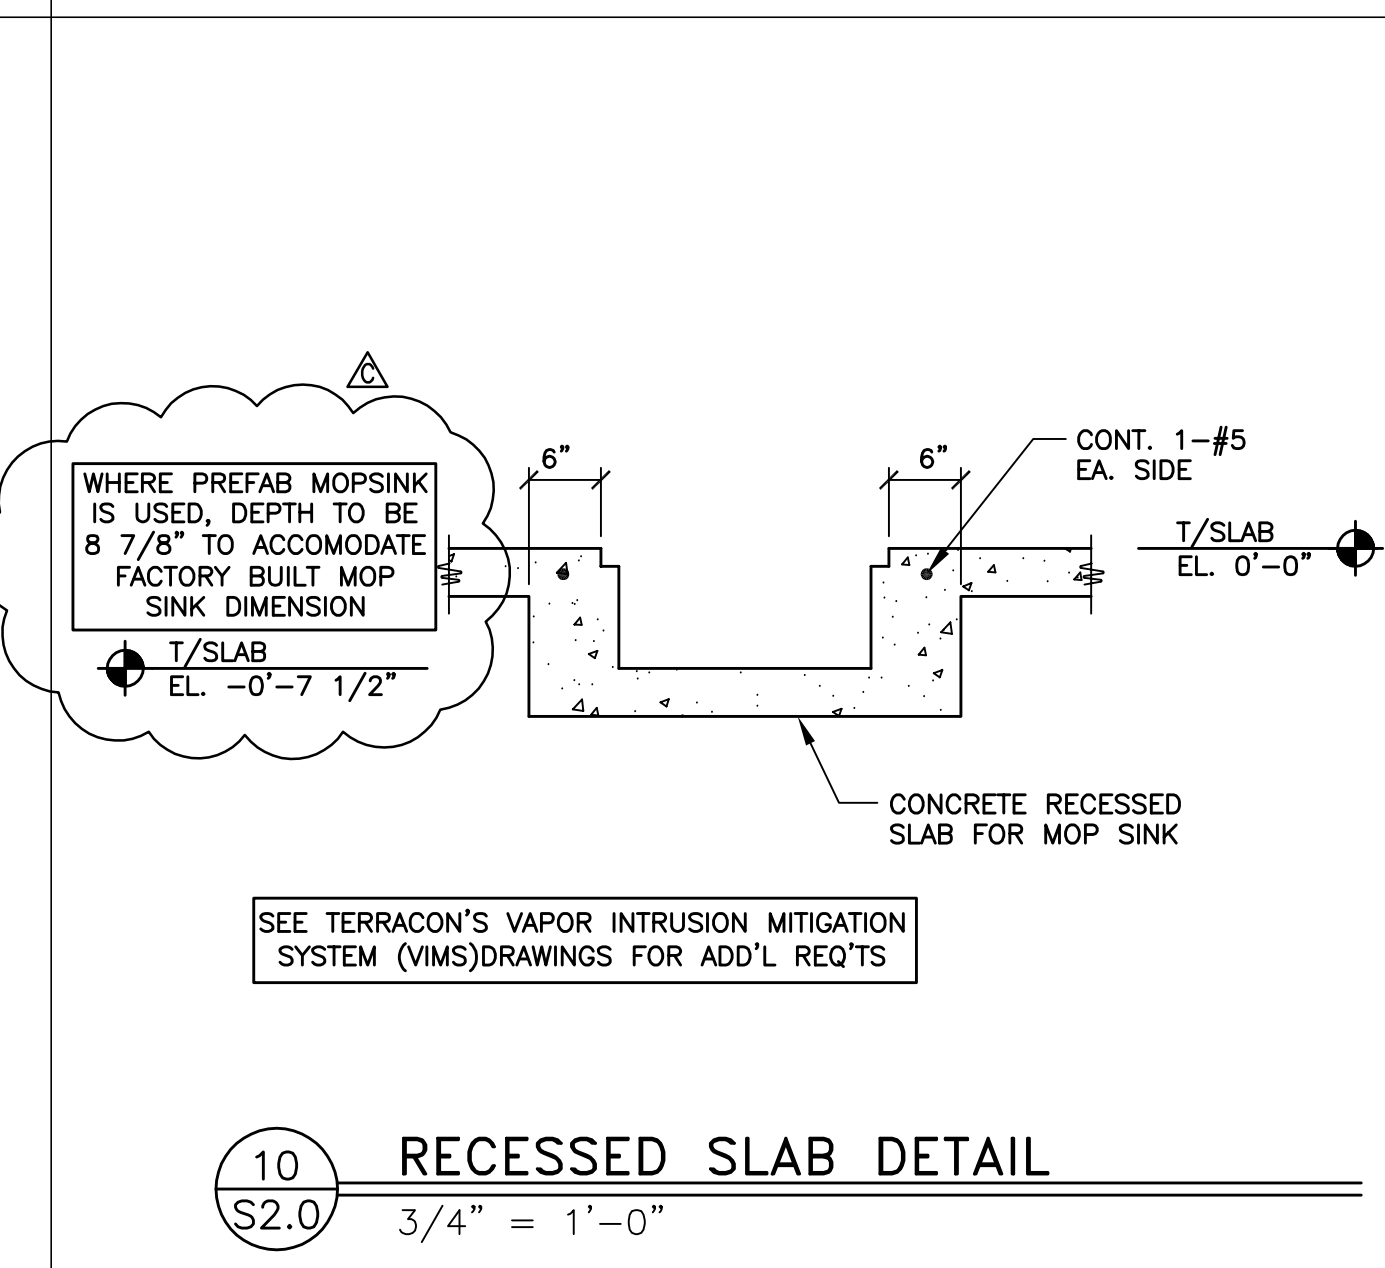 C
WHERE PREFAB MOPSINK
IS USED, DEPTH TO BE
8 7/8" TO ACCOMODATE
FACTORY BUILT MOP
SINK DIMENSION
T/SLAB
EL. -0'-7 1/2"
6"
6"
CONT. 1-#5
EA. SIDE
T/SLAB
EL. 0'-0"
CONCRETE RECESSED
SLAB FOR MOP SINK
SEE TERRACON'S VAPOR INTRUSION MITIGATION
SYSTEM (VIMS)DRAWINGS FOR ADD'L REQ'TS
10
S2.0
RECESSED SLAB DETAIL
3/4" = 1'-0"